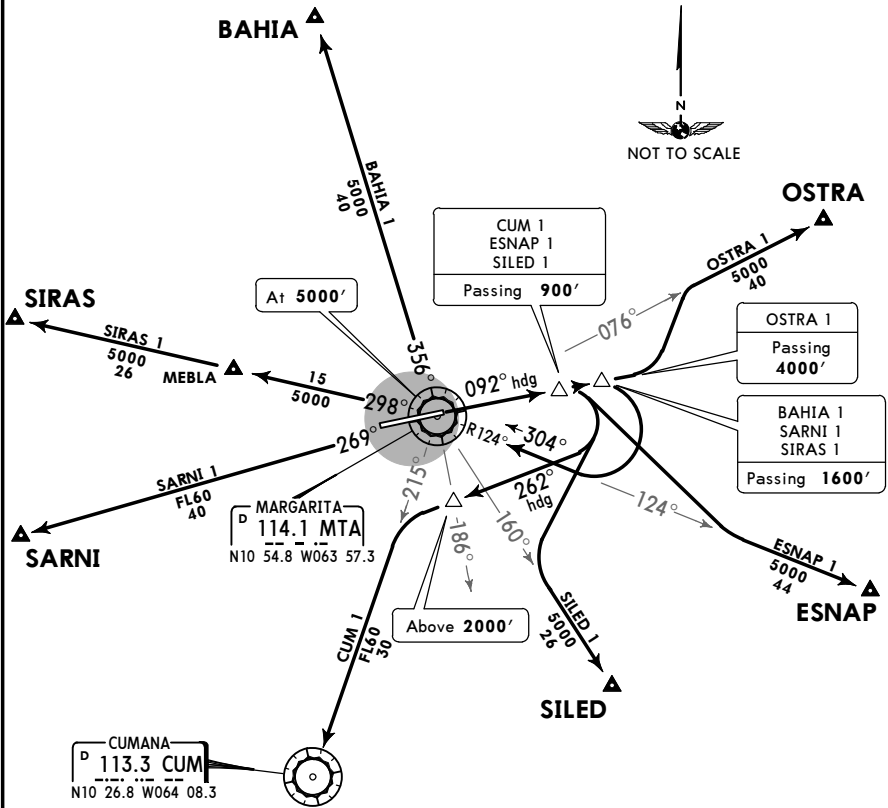 BAHIA
N
NOT TO SCALE
OSTRA
BAHIA 1
5000
40
CUM 1
ESNAP 1
SILED 1
Passing 900'
OSTRA 1
5000
40
At 5000'
SIRAS
SIRAS 1
5000
26
MEBLA
15
5000
076°
OSTRA 1
Passing
4000'
356°
298°
092° hdg
269°
R124°
304°
BAHIA 1
SARNI 1
SIRAS 1
Passing 1600'
SARNI 1
FL60
40
215°
262°
hdg
MARGARITA
D 114.1 MTA
N10 54.8 W063 57.3
SARNI
186°
160°
124°
ESNAP 1
5000
44
ESNAP
Above 2000'
CUM 1
FL60
30
SILED 1
5000
26
SILED
CUMANA
D 113.3 CUM
N10 26.8 W064 08.3